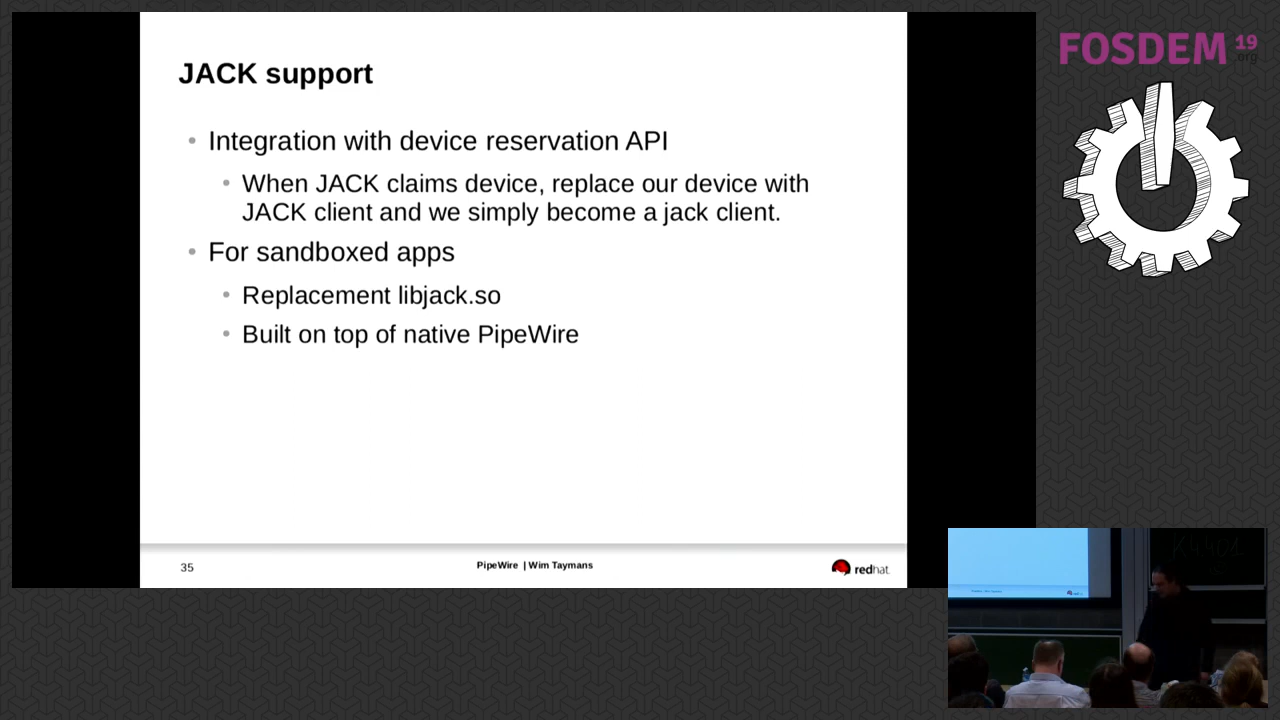 JACK support
• Integration with device reservation API
• When JACK claims device, replace our device with
JACK client and we simply become a jack client.
• For sandboxed apps
• Replacement libjack.so
• Built on top of native PipeWire
35
PipeWire | Wim Taymans
redhat.
FOSDEM 19
.org